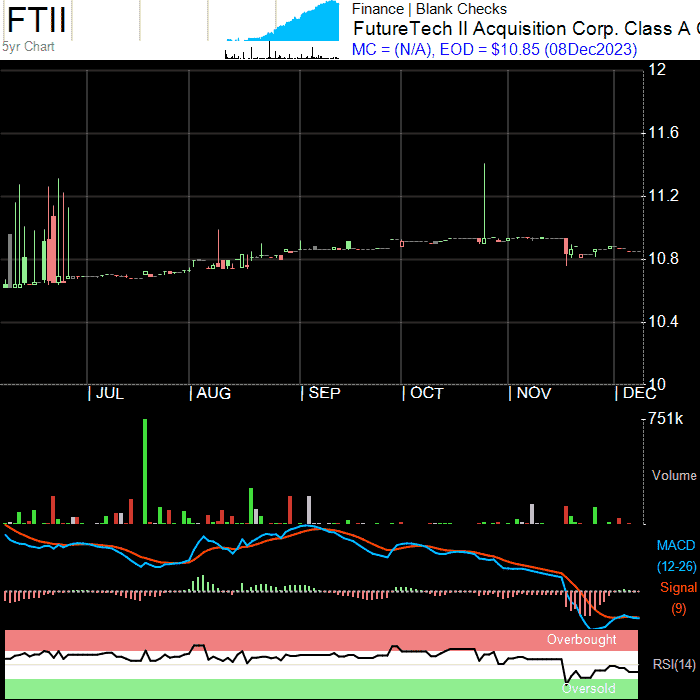 FTII
5yr Chart
Finance | Blank Checks
FutureTech II Acquisition Corp. Class A
MC = (N/A), EOD = $10.85 (08Dec2023)
12
11.6
11.2
10.8
10.4
10
JUL AUG SEP OCT NOV DEC
751k
Volume
MACD
(12-26)
Signal
(9)
Overbought
RSI(14)
Oversold